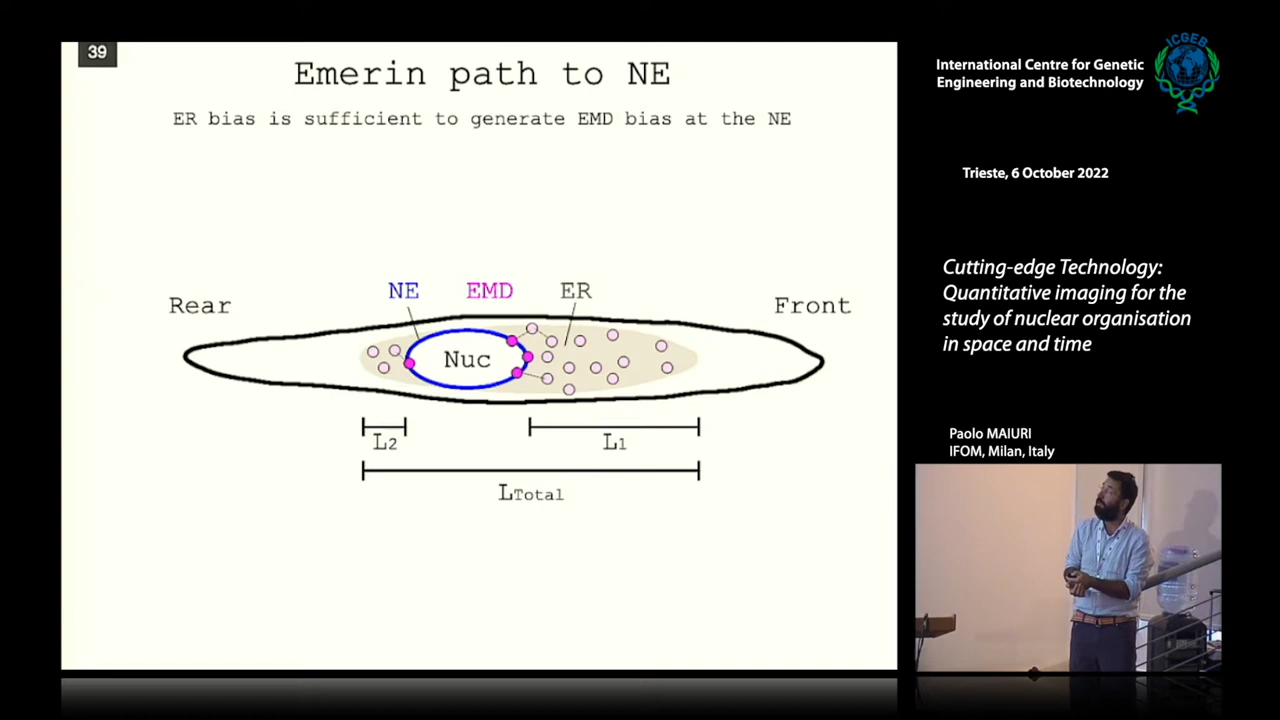 39
Emerin path to NE
ER bias is sufficient to generate EMD bias at the NE
NE EMD ER
Rear Front
Nuc
L2 L1
LTotal
International Centre for Genetic
Engineering and Biotechnology
ICGEB
Trieste, 6 October 2022
Cutting-edge Technology:
Quantitative imaging for the
study of nuclear organisation
in space and time
Paolo MAIURI
IFOM, Milan, Italy